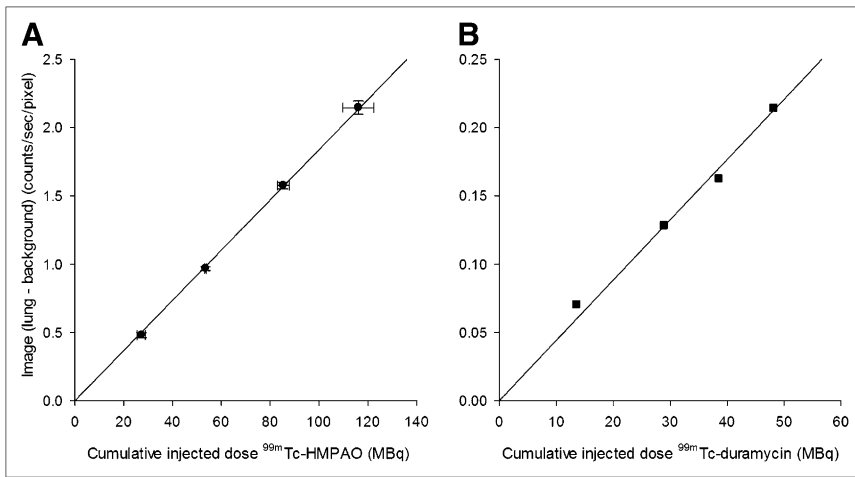 A
2.5
2.0
1.5
1.0
0.5
0.0
0 20 40 60 80 100 120 140
Image (lung - background) (counts/sec/pixel)
Cumulative injected dose ⁹⁹ᵐTc-HMPAO (MBq)
B
0.25
0.20
0.15
0.10
0.05
0.00
0 10 20 30 40 50 60
Cumulative injected dose ⁹⁹ᵐTc-duramycin (MBq)